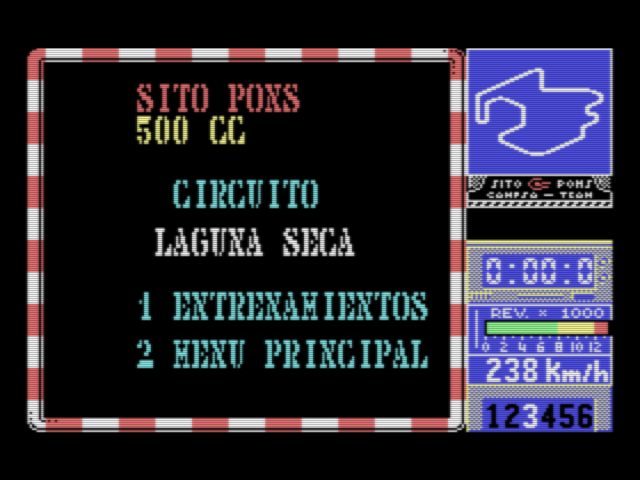 SITO PONS
500 CC
CIRCUITO
LAGUNA SECA
1 ENTRENAMIENTOS
2 MENU PRINCIPAL
SITO PONS
CAMPSA - TEAM
0:00:0
REV. x 1000
0 2 4 6 8 10 12
238 Km/h
123456